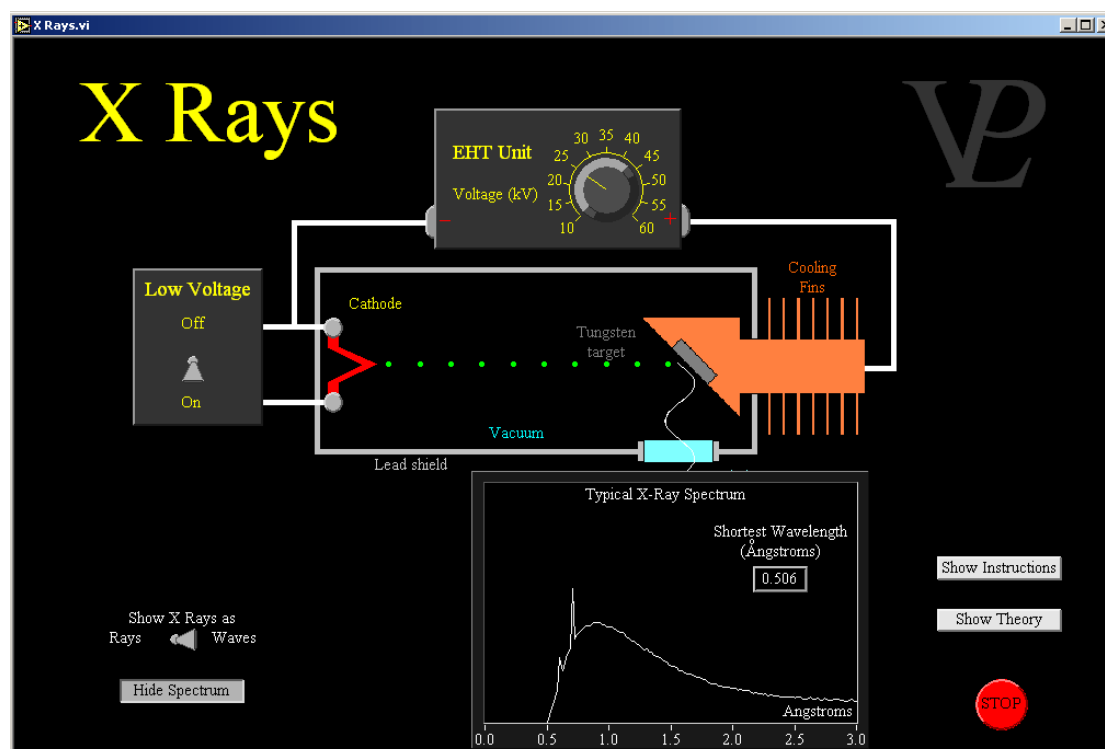 X Rays.vi
X Rays
VPL
EHT Unit
Voltage (kV)
10
15
20
25
30
35
40
45
50
55
60
−
+
Low Voltage
Off
On
Cathode
Tungsten
target
Cooling
Fins
Vacuum
Lead shield
Typical X-Ray Spectrum
Shortest Wavelength
(Ångstroms)
0.506
Angstroms
0.0 0.5 1.0 1.5 2.0 2.5 3.0
Show X Rays as
Rays Waves
Hide Spectrum
Show Instructions
Show Theory
STOP